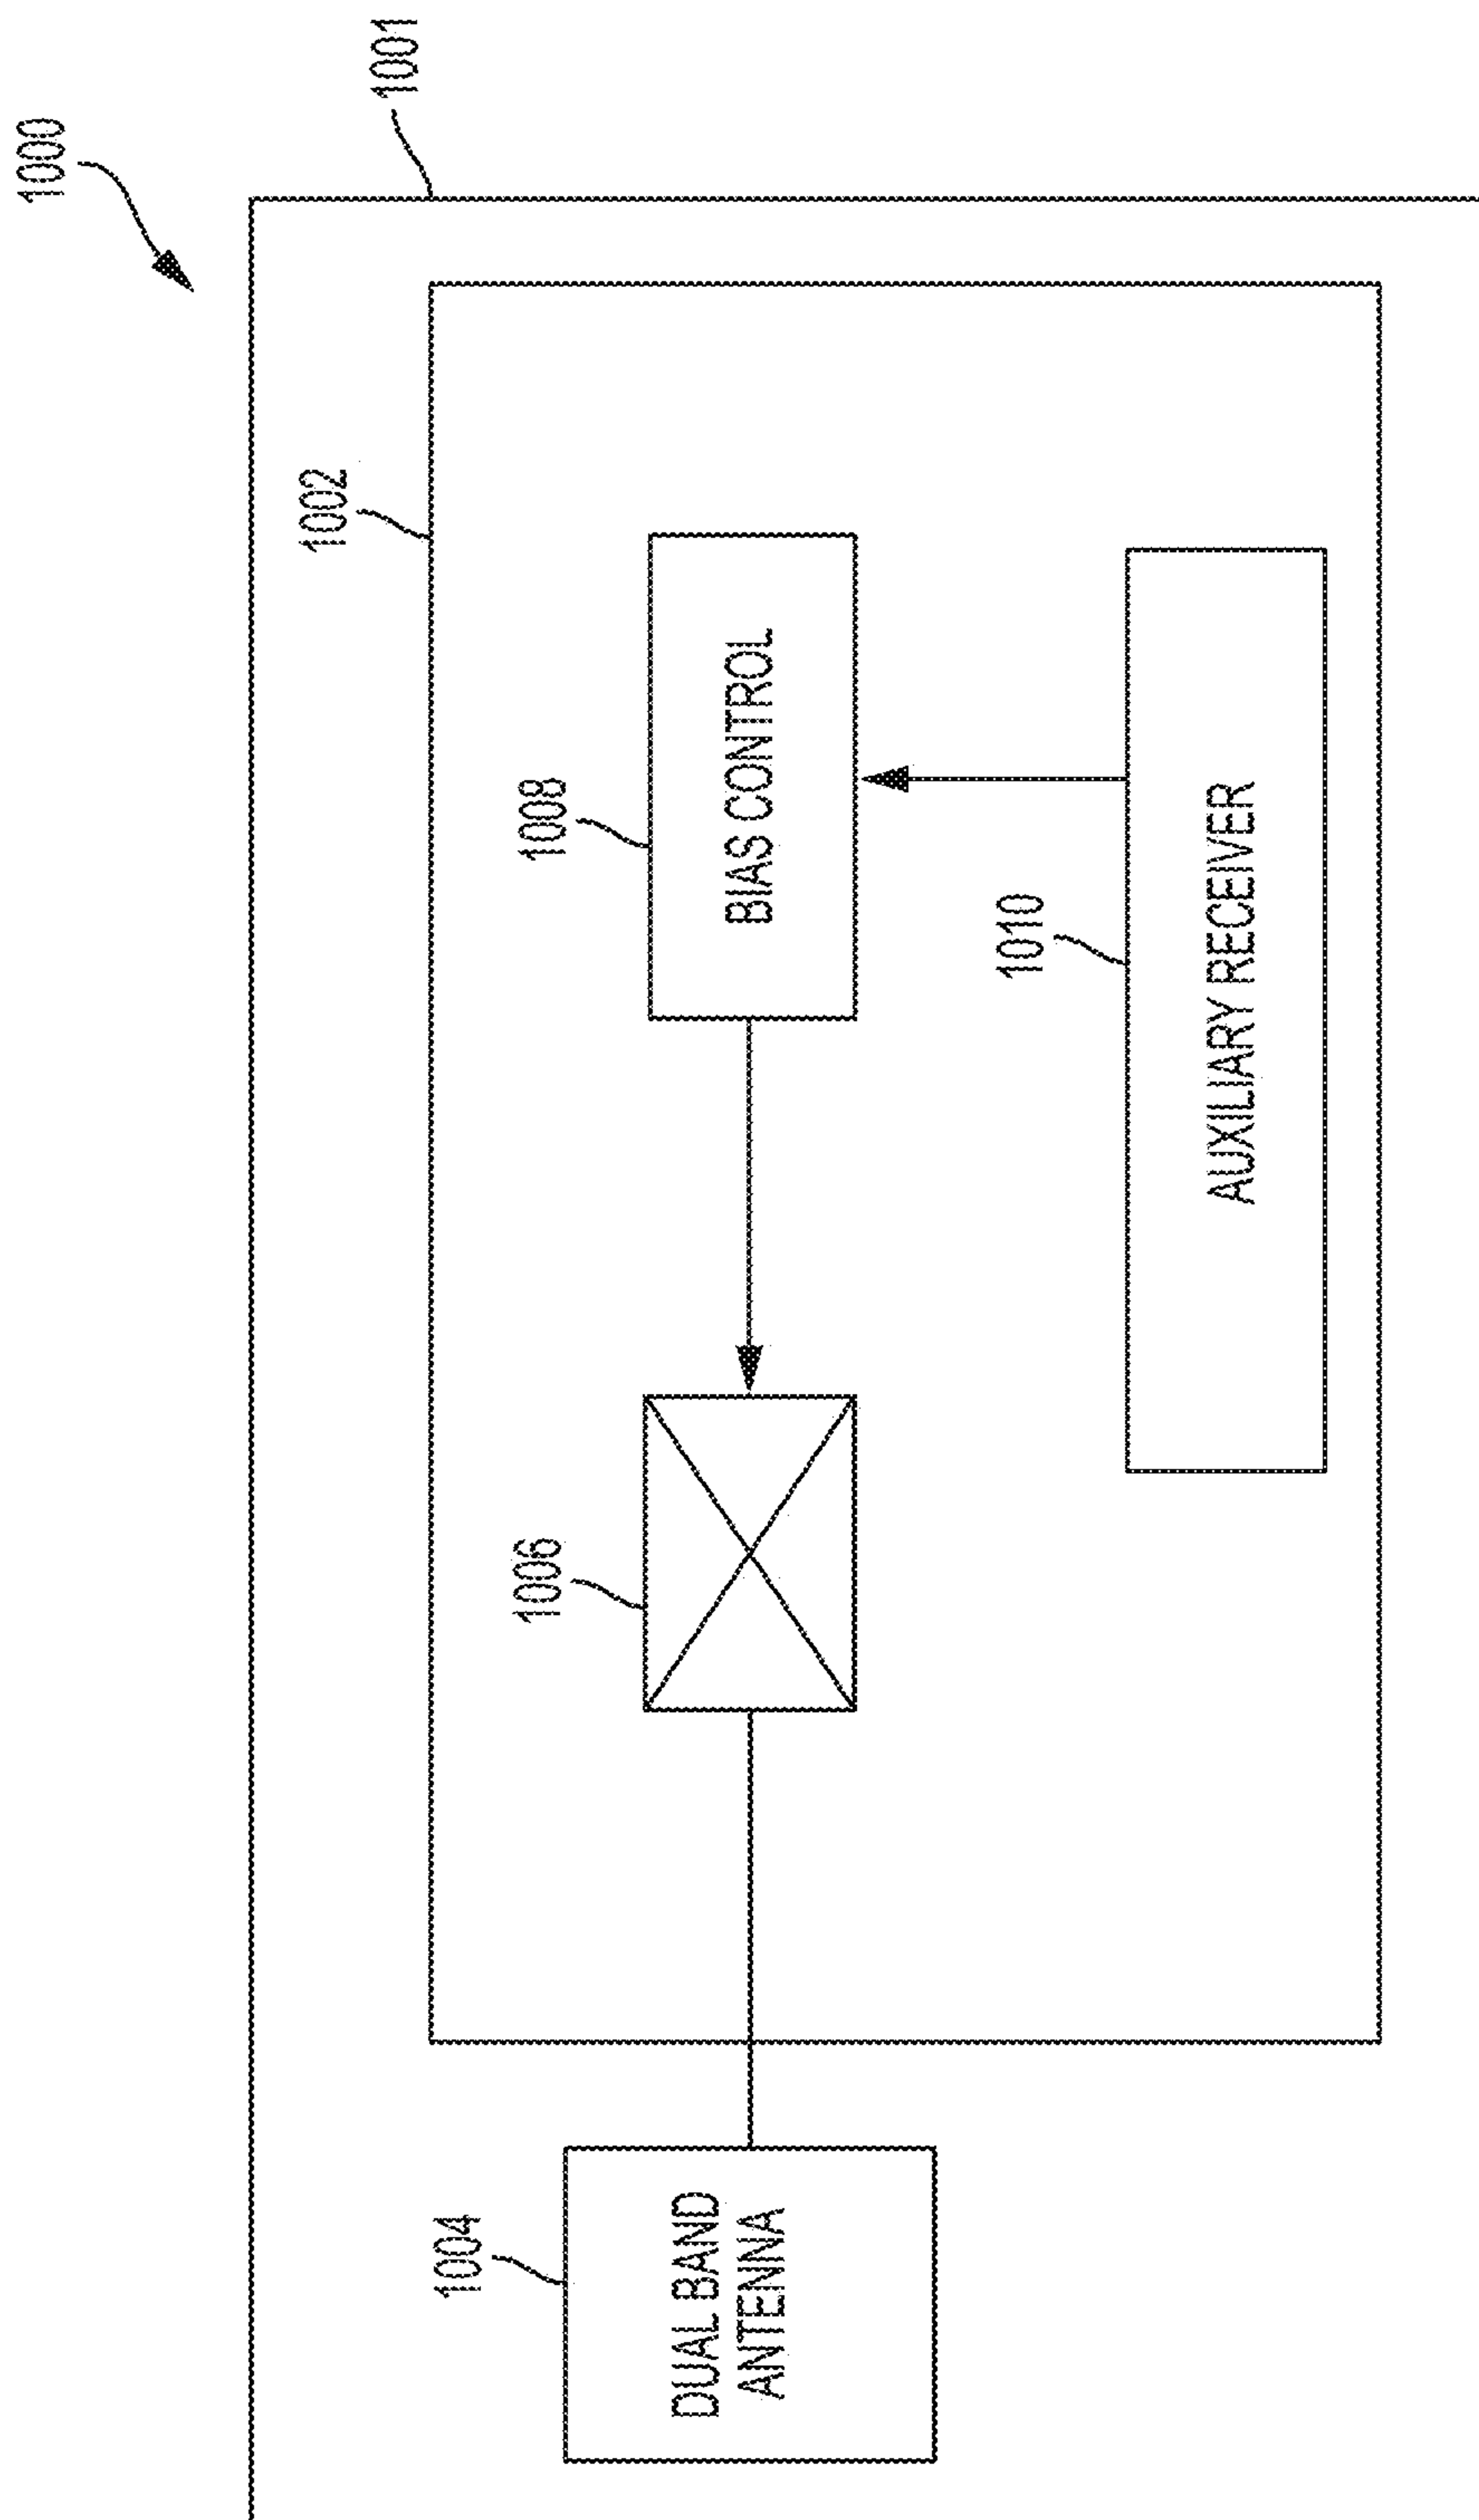 1000
1001
1002
1004
DUAL BAND
ANTENNA
1006
1008
BIAS CONTROL
1010
AUXILIARY RECEIVER